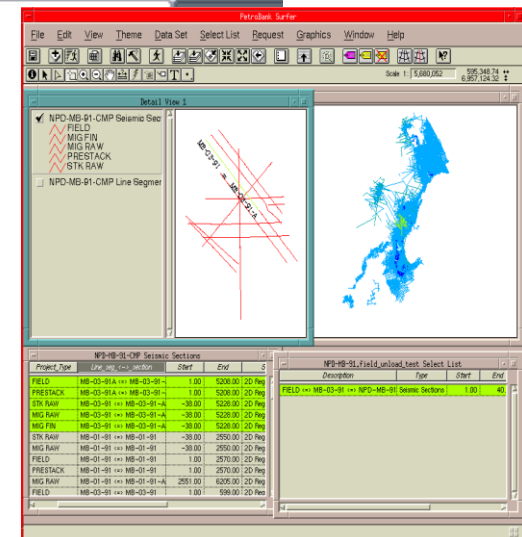 PetroBank Surfer
File Edit View Theme Data Set Select List Request Graphics Window Help
Scale 1: 5,680,052 595,348.74
6,957,124.32
Detail View 1
NPD-MB-91-CMP Seismic Sec
FIELD
MIG FIN
MIG RAW
PRESTACK
STK RAW
NPD-MB-91-CMP Line Segmer
MB-03-91-A
NPD-MB-91-CMP Seismic Sections
Project_Type Line_seg_<->_section Start End S
FIELD MB-03-91A <=> MB-03-91- 1.00 5208.00 2D Reg
PRESTACK MB-03-91A <=> MB-03-91- 1.00 5208.00 2D Reg
STK RAW MB-03-91 <=> MB-03-91-A -38.00 5228.00 2D Reg
MIG RAW MB-03-91 <=> MB-03-91-A -38.00 5228.00 2D Reg
MIG FIN MB-03-91 <=> MB-03-91-A -38.00 5228.00 2D Reg
STK RAW MB-01-91 <=> MB-01-91 -38.00 2550.00 2D Reg
MIG RAW MB-01-91 <=> MB-01-91 -38.00 2550.00 2D Reg
FIELD MB-01-91 <=> MB-01-91 1.00 2570.00 2D Reg
PRESTACK MB-01-91 <=> MB-01-91 1.00 2570.00 2D Reg
MIG RAW MB-01-91 <=> MB-01-91-A 2551.00 6205.00 2D Reg
FIELD MB-03-91 <=> MB-03-91 1.00 599.00 2D Reg
NPD-MB-91_field_unload_test Select List
Description Type Start End
FIELD <=> MB-03-91 <=> NPD-MB-91 Seismic Sections 1.00 40.